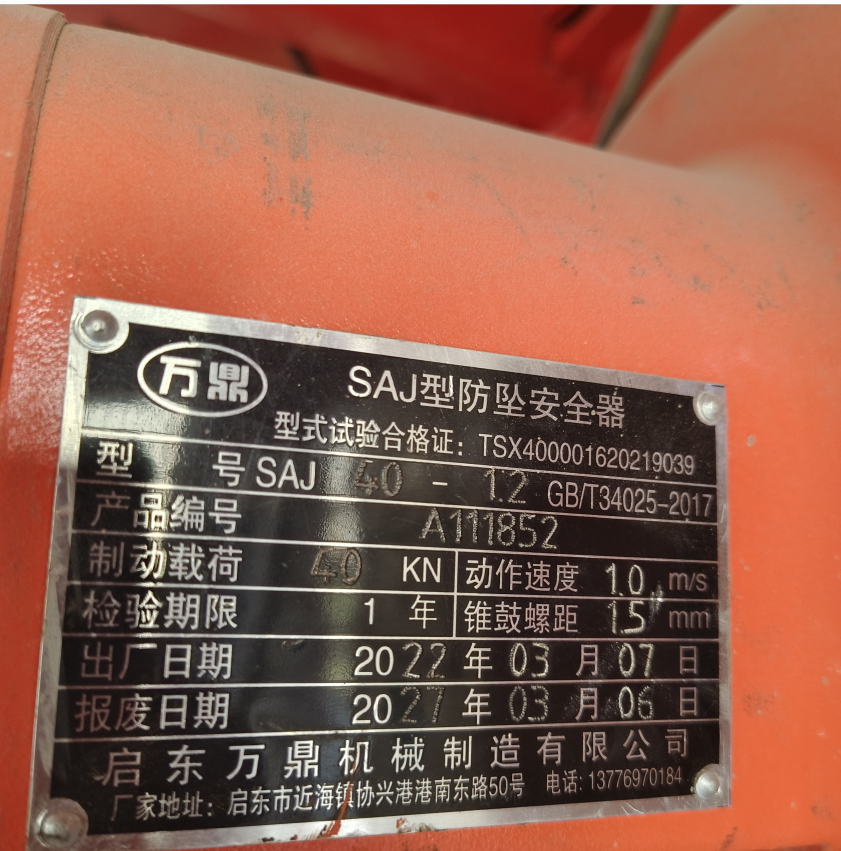 万鼎
SAJ型防坠安全器
型式试验合格证：TSX400001620219039
型 号 SAJ 40 - 1.2 GB/T34025-2017
产品编号 A111852
制动载荷 40 KN 动作速度 1.0 m/s
检验期限 1 年 锥鼓螺距 1.5 mm
出厂日期 2022 年 03 月 07 日
报废日期 2027 年 03 月 06 日
启东万鼎机械制造有限公司
厂家地址：启东市近海镇协兴港港南东路50号 电话：13776970184